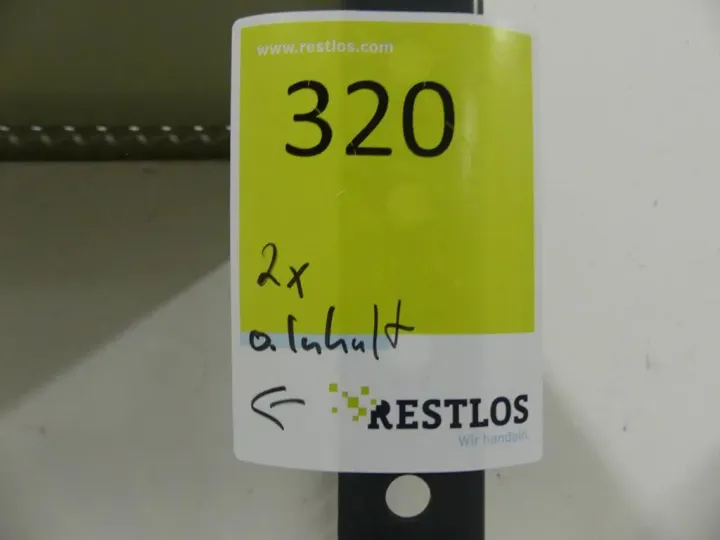 www.restlos.com
320
2x
o. Inhalt
←
RESTLOS
Wir handeln.